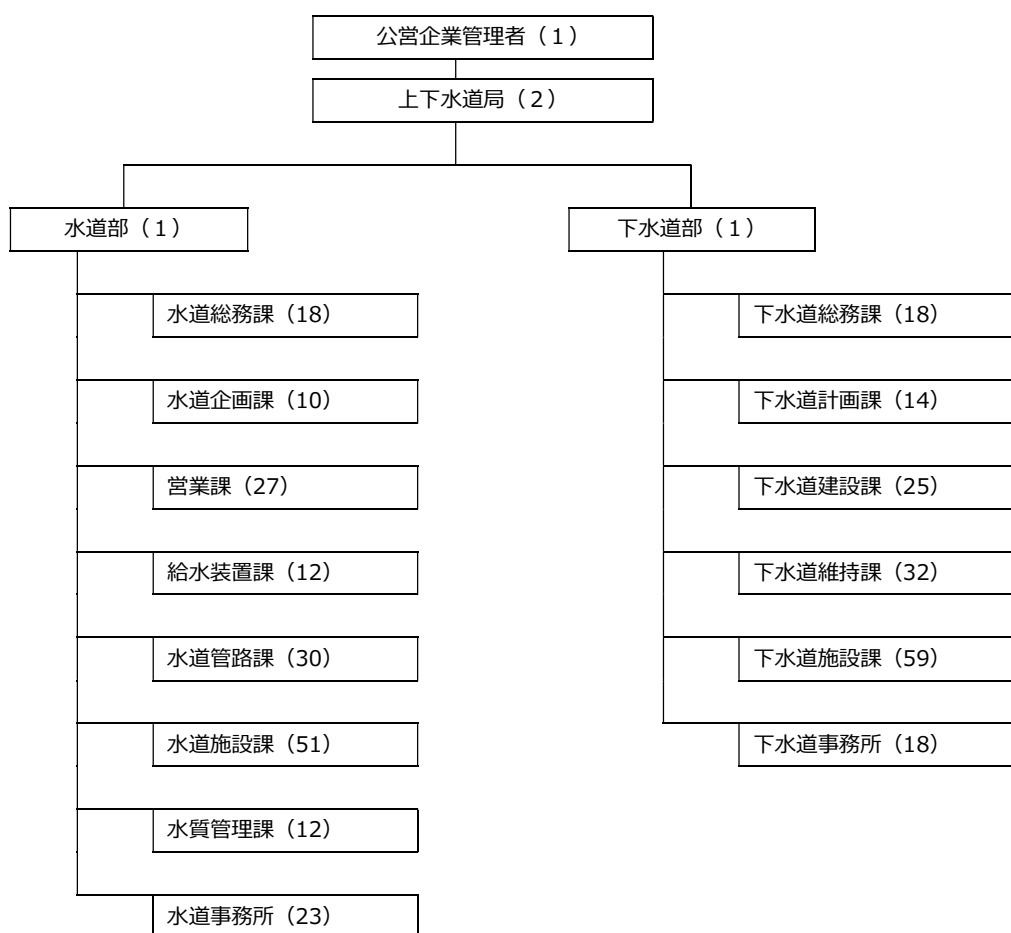 公営企業管理者（１）
上下水道局（２）
水道部（１）
下水道部（１）
水道総務課（18）
水道企画課（10）
営業課（27）
給水装置課（12）
水道管路課（30）
水道施設課（51）
水質管理課（12）
水道事務所（23）
下水道総務課（18）
下水道計画課（14）
下水道建設課（25）
下水道維持課（32）
下水道施設課（59）
下水道事務所（18）